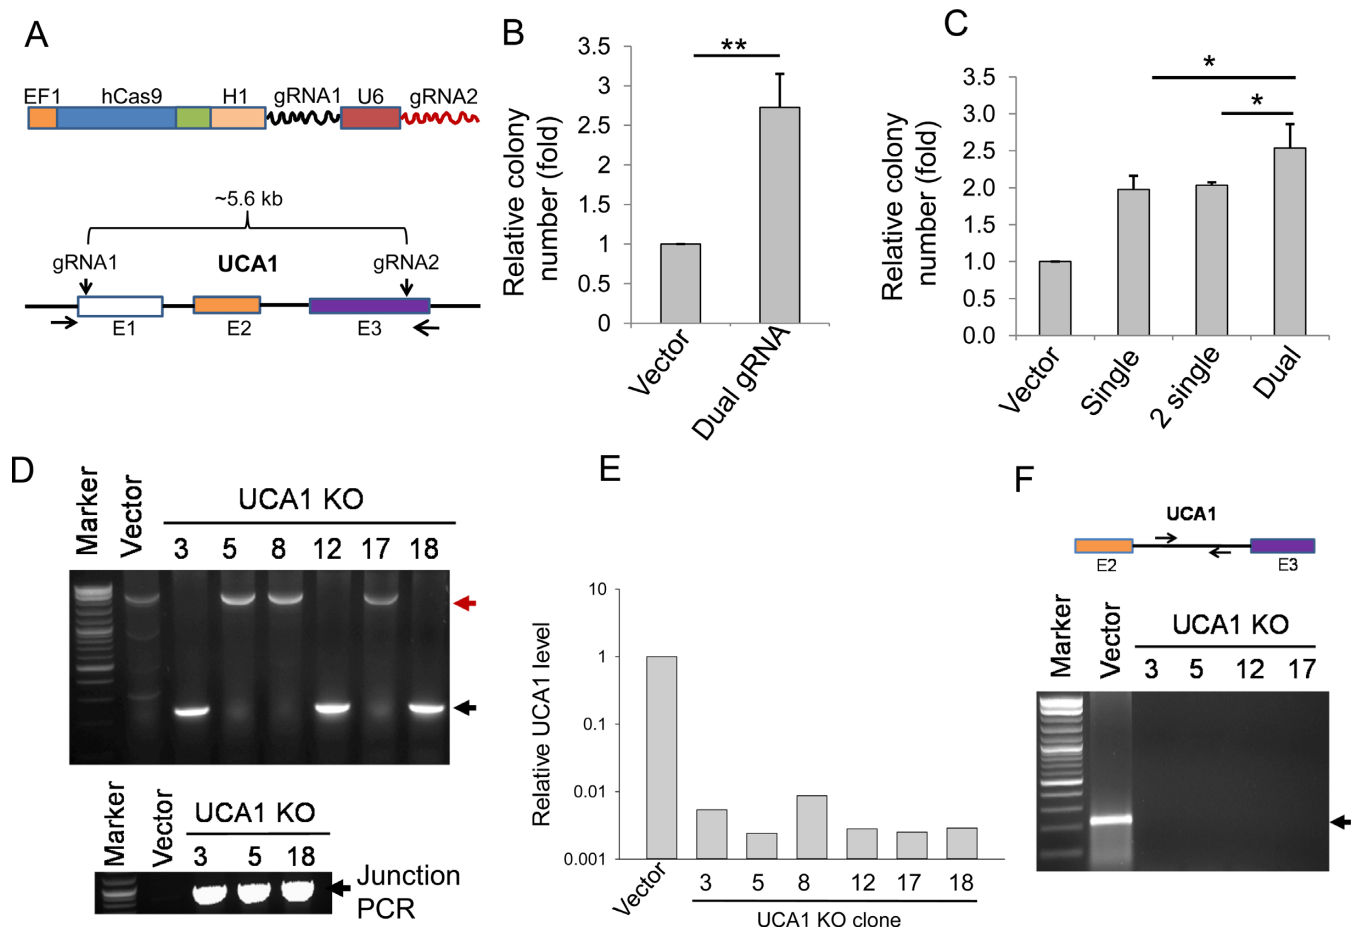 A
EF1 hCas9 H1 gRNA1 U6 gRNA2
~5.6 kb
gRNA1 UCA1 gRNA2
E1 E2 E3
B
Relative colony
number (fold)
3.5
3
2.5
2
1.5
1
0.5
0
**
Vector
Dual gRNA
C
Relative colony
number (fold)
3.5
3.0
2.5
2.0
1.5
1.0
0.5
0.0
*
*
Vector
Single
2 single
Dual
D
Marker
Vector
UCA1 KO
3 5 8 12 17 18
Marker
Vector
UCA1 KO
3 5 18
Junction
PCR
E
Relative UCA1 level
10
1
0.1
0.01
0.001
Vector
3 5 8 12 17 18
UCA1 KO clone
F
UCA1
E2 E3
Marker
Vector
UCA1 KO
3 5 12 17